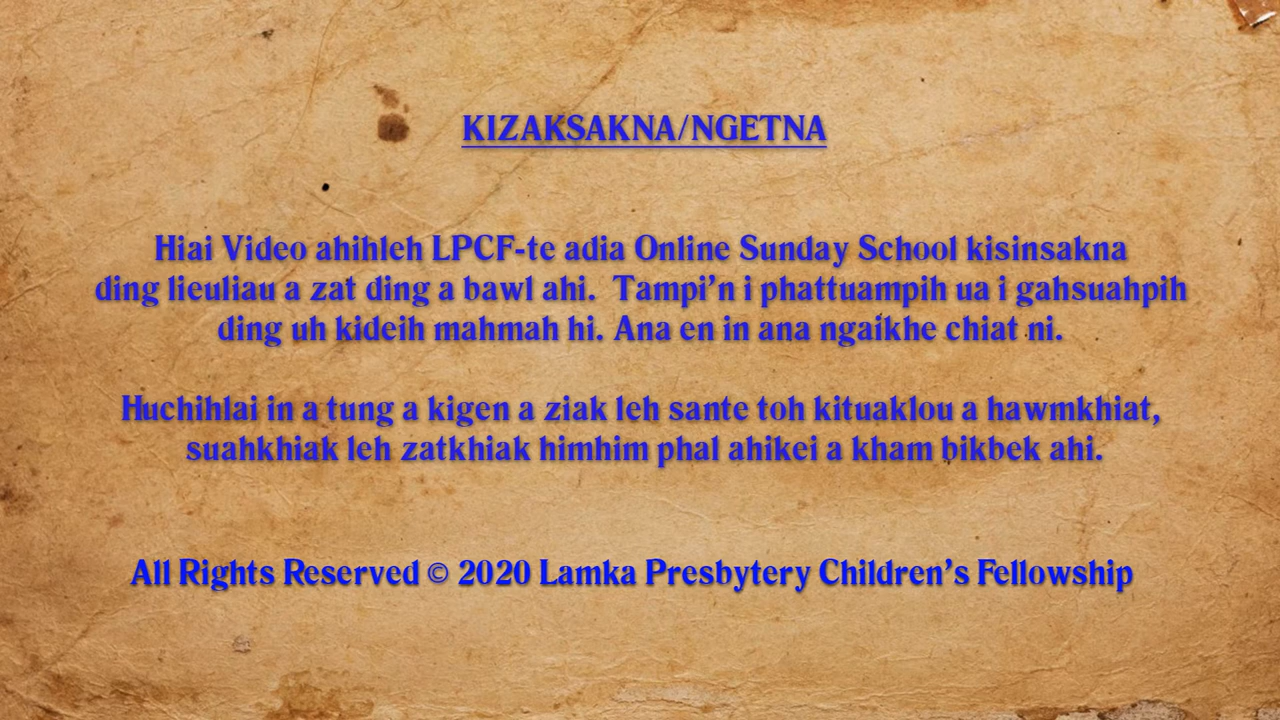 KIZAKSAKNA/NGETNA
Hiai Video ahihleh LPCF-te adia Online Sunday School kisinsakna
ding lieuliau a zat ding a bawl ahi. Tampi’n i phattuampih ua i gahsuahpih
ding uh kideih mahmah hi. Ana en in ana ngaikhe chiat ni.
Huchihlai in a tung a kigen a ziak leh sante toh kituaklou a hawmkhiat,
suahkhiak leh zatkhiak himhim phal ahikei a kham bikbek ahi.
All Rights Reserved © 2020 Lamka Presbytery Children’s Fellowship